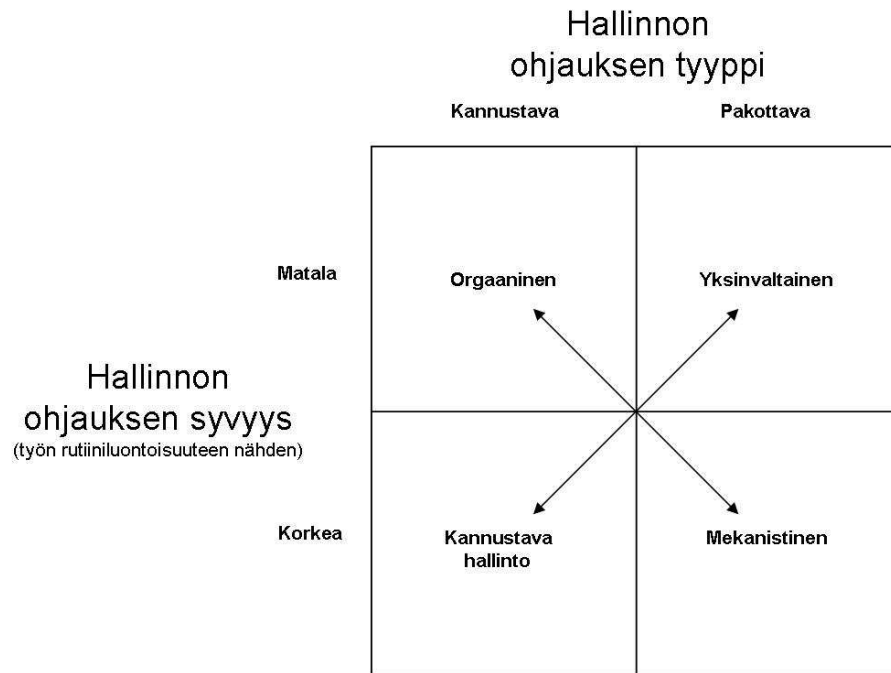 Hallinnon
ohjauksen tyyppi
Kannustava Pakottava
Matala Orgaaninen Yksinvaltainen
Hallinnon
ohjauksen syvyys
(työn rutiiniluontoisuuteen nähden)
Korkea Kannustava Mekanistinen
hallinto